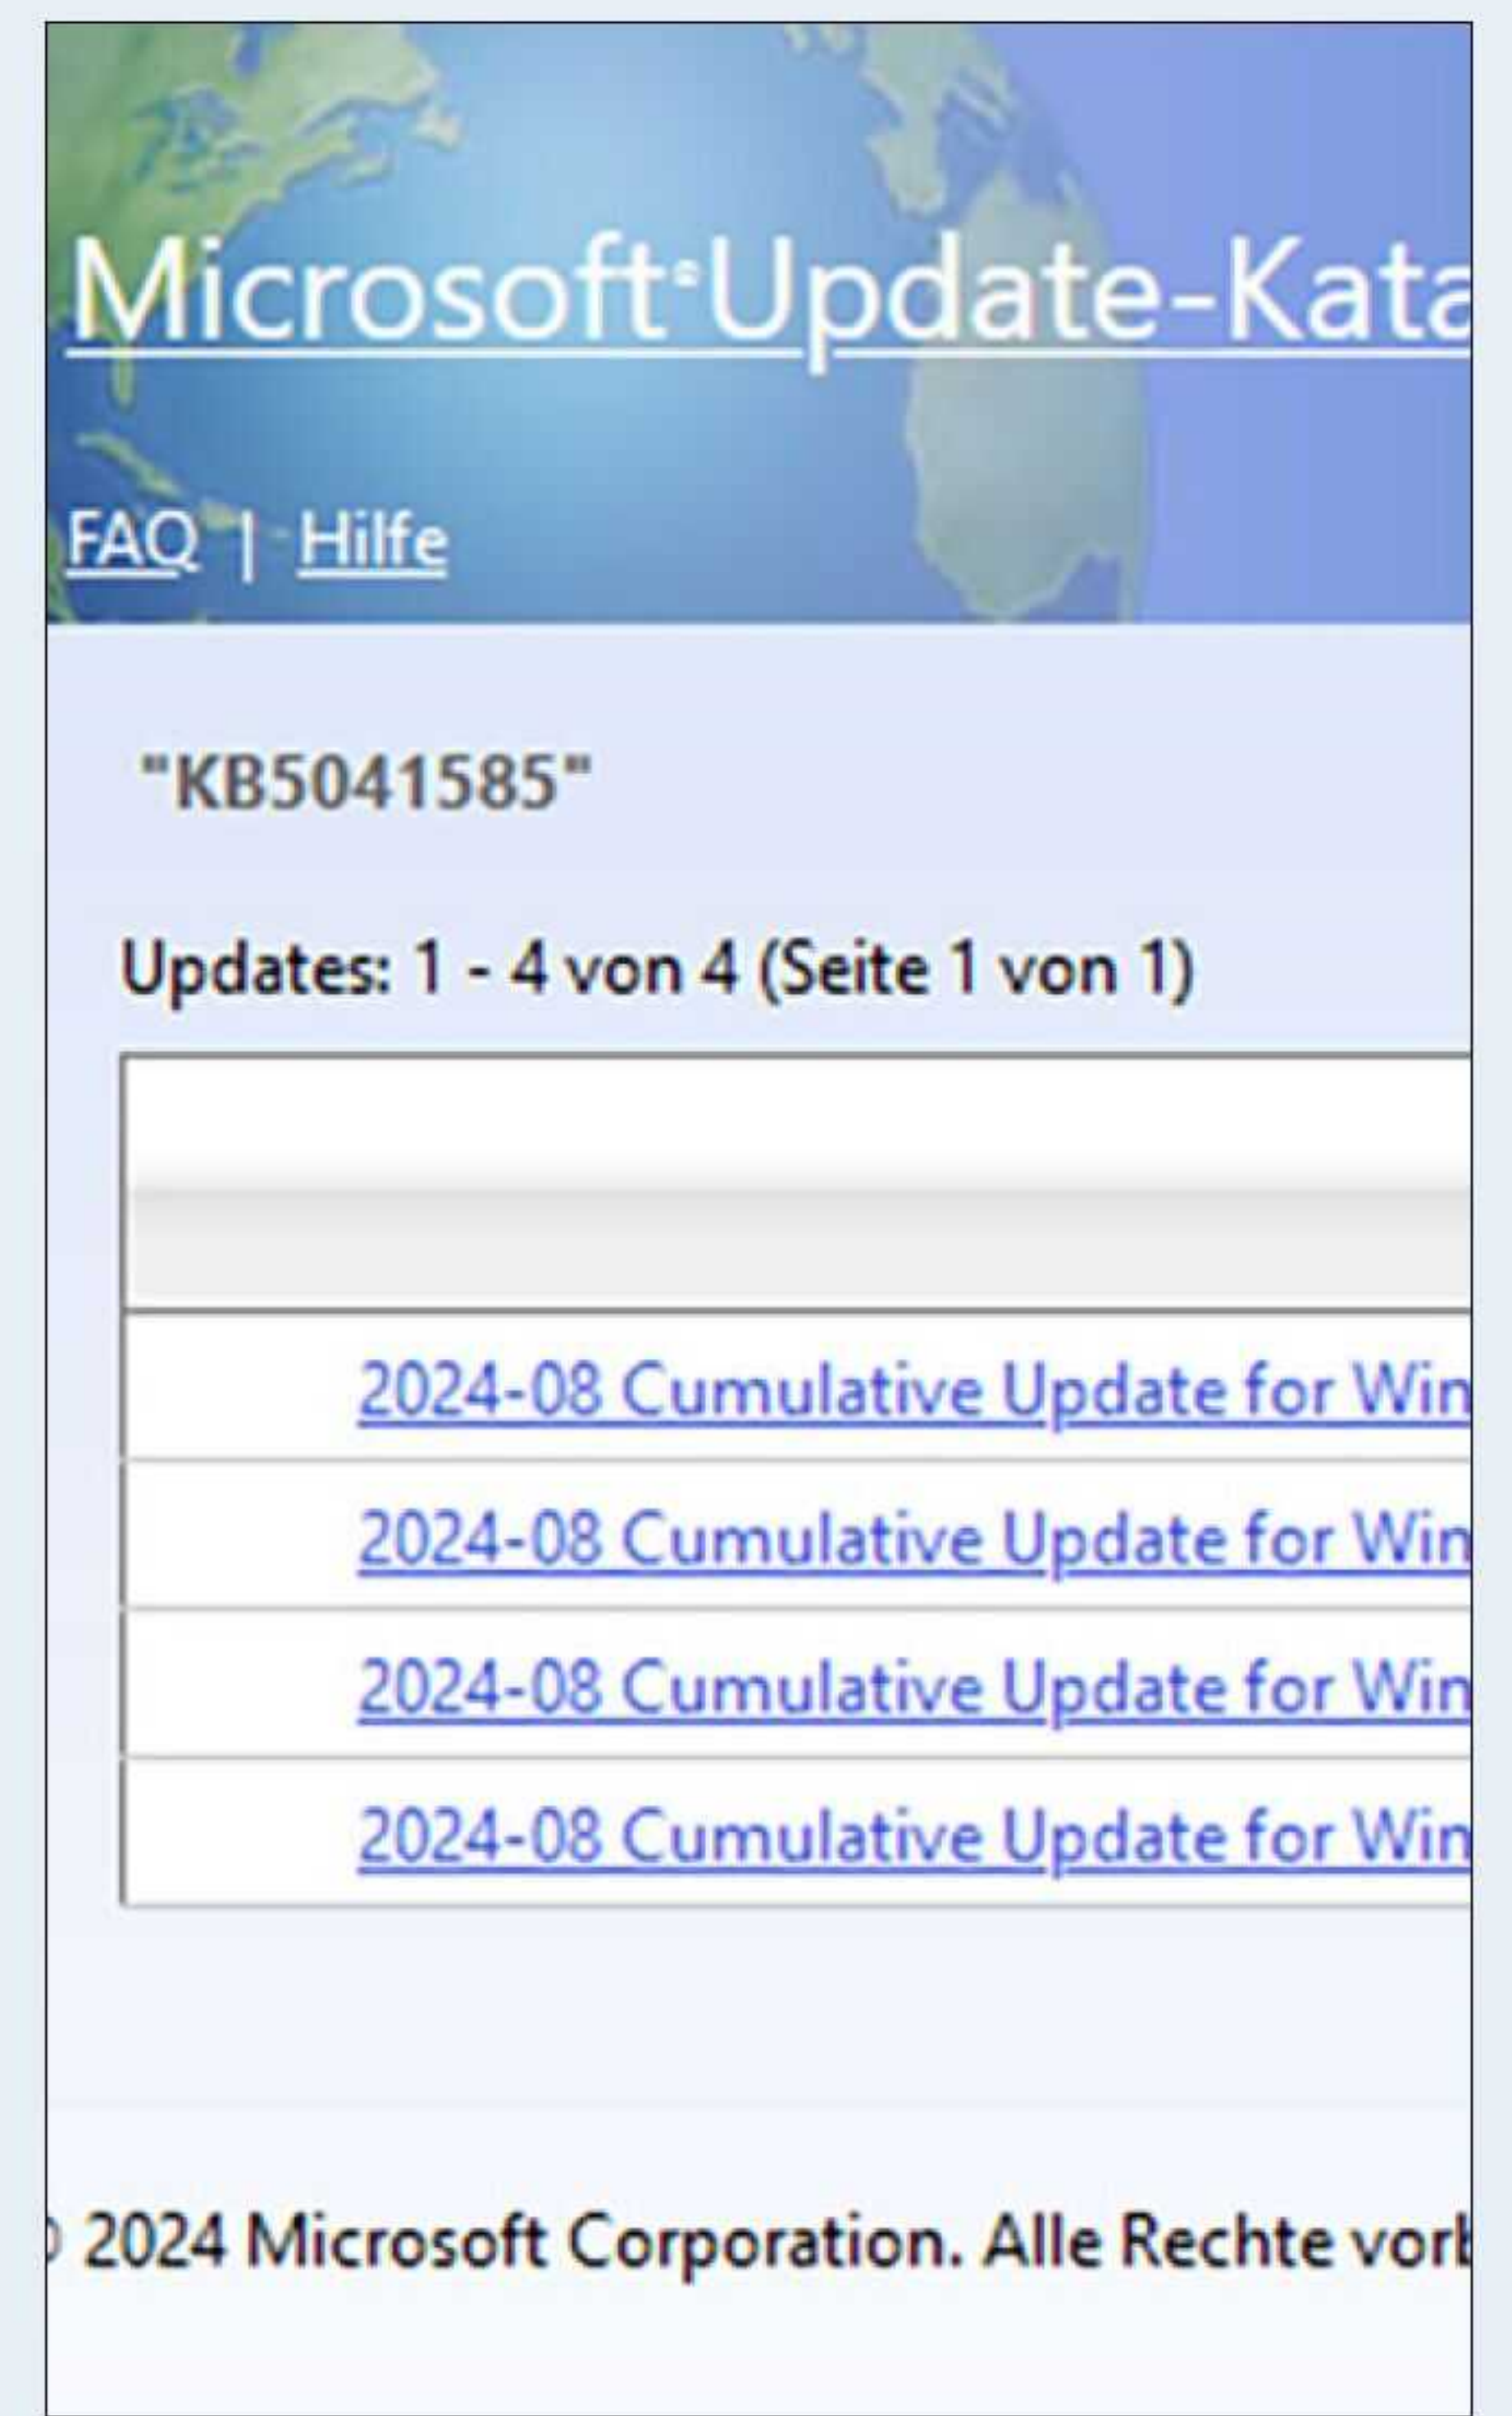 Microsoft® Update-Kata
FAQ | Hilfe
"KB5041585"
Updates: 1 - 4 von 4 (Seite 1 von 1)
2024-08 Cumulative Update for Win
2024-08 Cumulative Update for Win
2024-08 Cumulative Update for Win
2024-08 Cumulative Update for Win
© 2024 Microsoft Corporation. Alle Rechte vorb